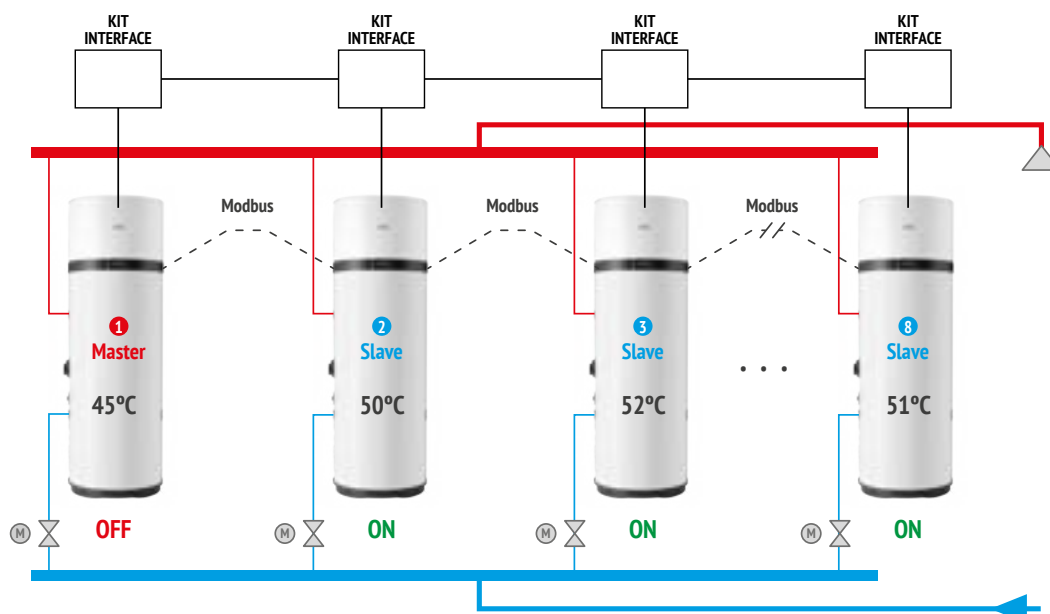 KIT
INTERFACE
KIT
INTERFACE
KIT
INTERFACE
KIT
INTERFACE
Modbus
Modbus
Modbus
1
Master
45ºC
2
Slave
50ºC
3
Slave
52ºC
. . .
8
Slave
51ºC
M
OFF
M
ON
M
ON
M
ON